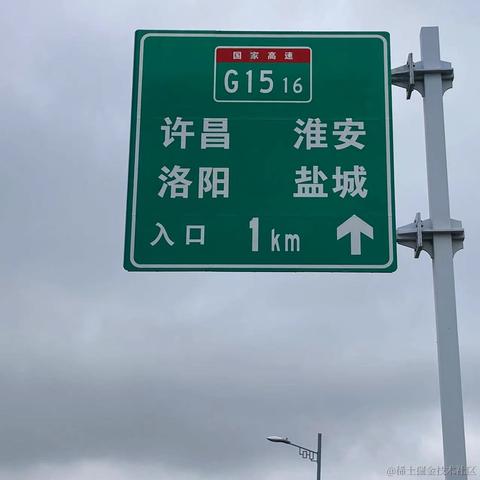 国家高速
G1516
许昌 淮安
洛阳 盐城
入口 1km
@稀土掘金技术社区